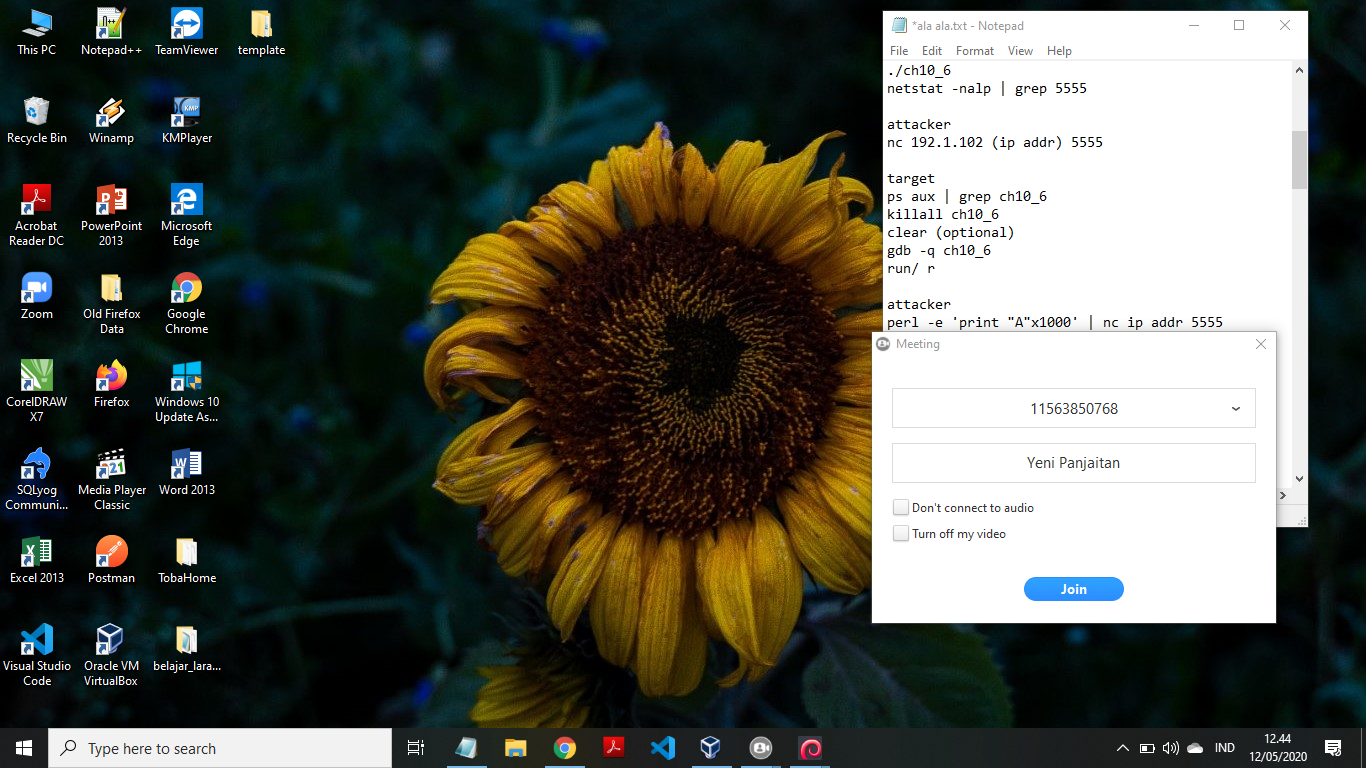 This PC
Notepad++
TeamViewer
template
Recycle Bin
Winamp
KMPlayer
Acrobat
Reader DC
PowerPoint
2013
Microsoft
Edge
Zoom
Old Firefox
Data
Google
Chrome
CorelDRAW
X7
Firefox
Windows 10
Update As...
SQLyog
Communi...
Media Player
Classic
Word 2013
Excel 2013
Postman
TobaHome
Visual Studio
Code
Oracle VM
VirtualBox
belajar_lara...
*ala ala.txt - Notepad
File Edit Format View Help
./ch10_6
netstat -nalp | grep 5555
attacker
nc 192.1.102 (ip addr) 5555
target
ps aux | grep ch10_6
killall ch10_6
clear (optional)
gdb -q ch10_6
run/ r
attacker
perl -e 'print "A"x1000' | nc ip addr 5555
Meeting
11563850768
Yeni Panjaitan
Don't connect to audio
Turn off my video
Join
Type here to search
IND
12.44
12/05/2020